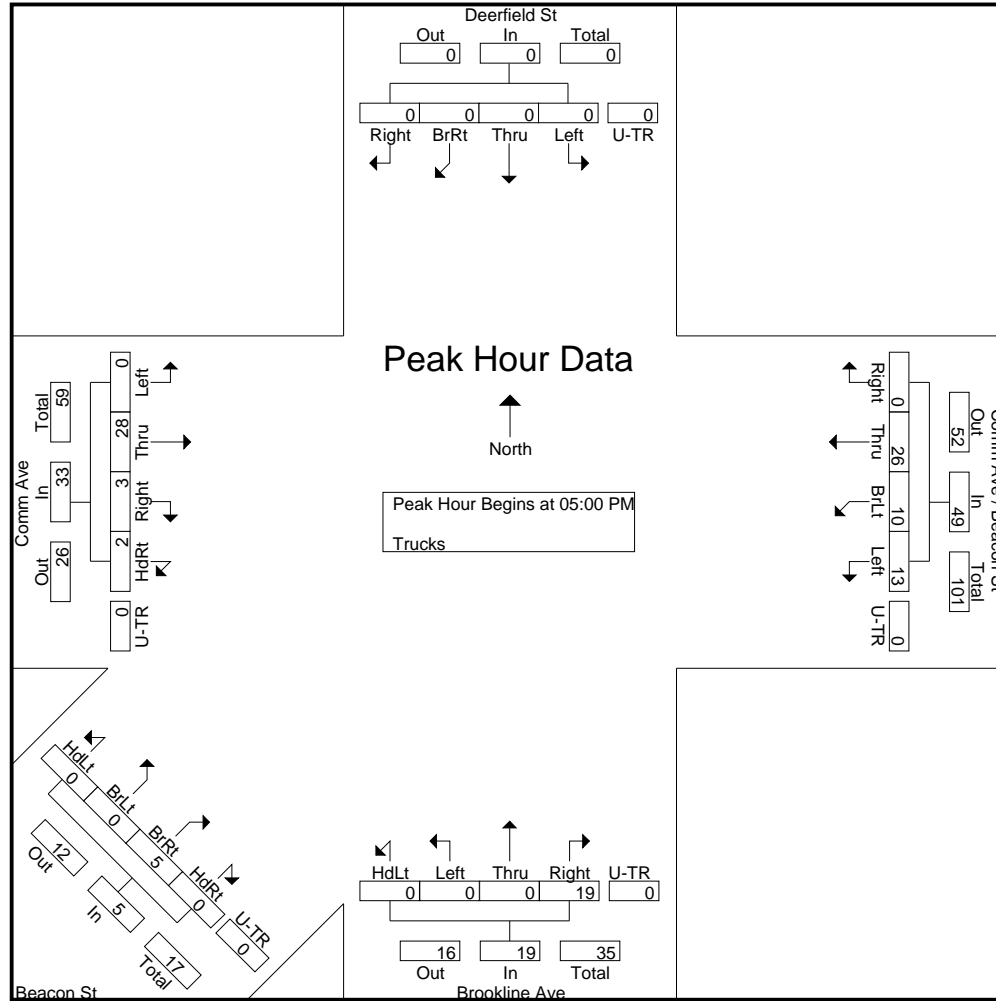 Deerfield St
Out In Total
0 0 0
0 0 0 0 0
Right BrRt Thru Left U-TR
Peak Hour Data
North
Peak Hour Begins at 05:00 PM
Trucks
Comm Ave
Total In Out
59 33 26
0 28 3 2 0
Left Thru Right HdRt U-TR
Right Thru BrLt Left U-TR
0 26 10 13 0
Out In Total
52 49 101
Comm Ave / Beacon St
HdLt BrLt BrRt HdRt U-TR
0 0 5 0 0
12 5 17
Out In Total
Beacon St
HdLt Left Thru Right U-TR
0 0 0 19 0
16 19 35
Out In Total
Brookline Ave